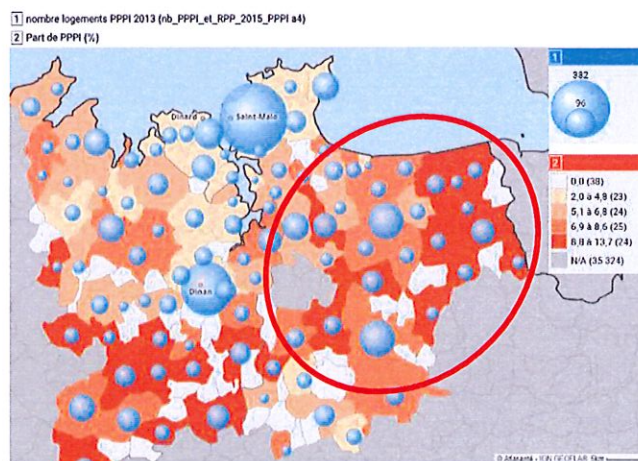 1 nombre logements PPPI 2013 (nb_PPPI_et_RPP_2015_PPPI a4)
2 Part de PPPI (%)
1
382
96
2
0,0 (38)
2,0 à 4,8 (23)
5,1 à 6,8 (24)
6,9 à 8,6 (25)
8,8 à 13,7 (24)
N/A (35 324)
Dinard
Saint-Malo
Dinan